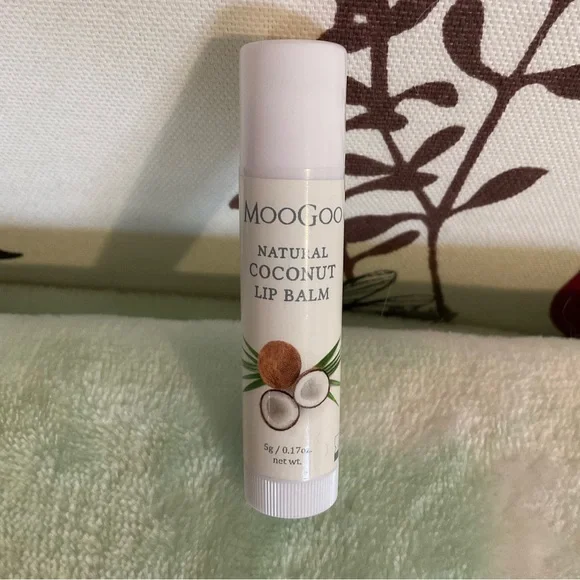 MOOGOO
NATURAL
COCONUT
LIP BALM
5g / 0.17oz.
net wt.